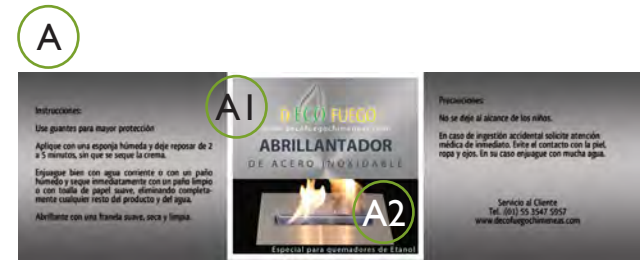 A
Instrucciones:
Use guantes para mayor protección
Aplique con una esponja húmeda y deje reposar de 2
a 5 minutos, sin que se seque la crema.
Enjuague bien con agua corriente o con un paño
húmedo y seque inmediatamente con un paño limpio
o con toalla de papel suave, eliminando completa-
mente cualquier resto del producto y del agua.
Abrillante con una franela suave, seca y limpia.
A1
D ECO FUEGO
www.decofuegochimeneas.com
ABRILLANTADOR
DE ACERO INOXIDABLE
A2
Especial para quemadores de Etanol
Precauciones:
No se deje al alcance de los niños.
En caso de ingestión accidental solicite atención
médica de inmediato. Evite el contacto con la piel,
ropa y ojos. En su caso enjuague con mucha agua.
Servicio al Cliente
Tel. (01) 55 3547 5957
www.decofuegochimeneas.com